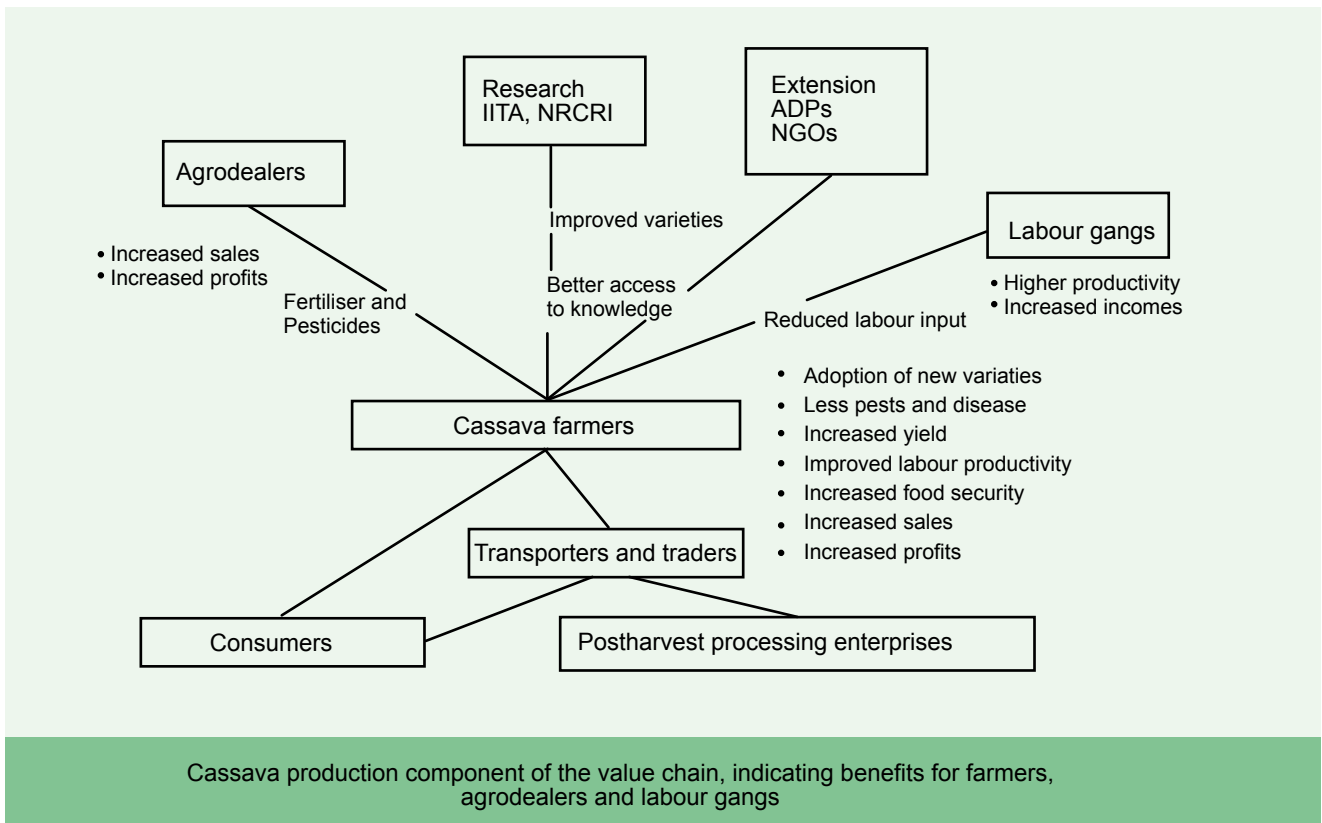 Research
IITA, NRCRI
Extension
ADPs
NGOs
Agrodealers
Labour gangs
• Increased sales
• Increased profits
Improved varieties
• Higher productivity
• Increased incomes
Fertiliser and
Pesticides
Better access
to knowledge
Reduced labour input
Cassava farmers
• Adoption of new variaties
• Less pests and disease
• Increased yield
• Improved labour productivity
• Increased food security
• Increased sales
• Increased profits
Transporters and traders
Consumers
Postharvest processing enterprises
Cassava production component of the value chain, indicating benefits for farmers,
agrodealers and labour gangs